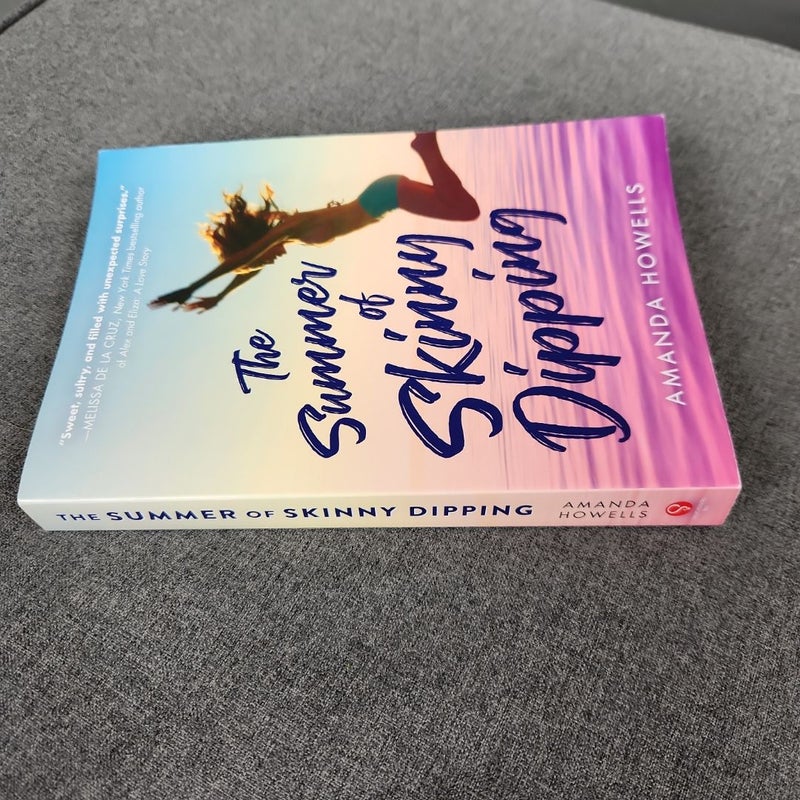 "Sweet, sultry, and filled with unexpected surprises."
—MELISSA DE LA CRUZ, New York Times bestselling author
of Alex and Eliza: A Love Story
The
Summer
of
Skinny
Dipping
AMANDA HOWELLS
THE SUMMER OF SKINNY DIPPING
AMANDA
HOWELLS